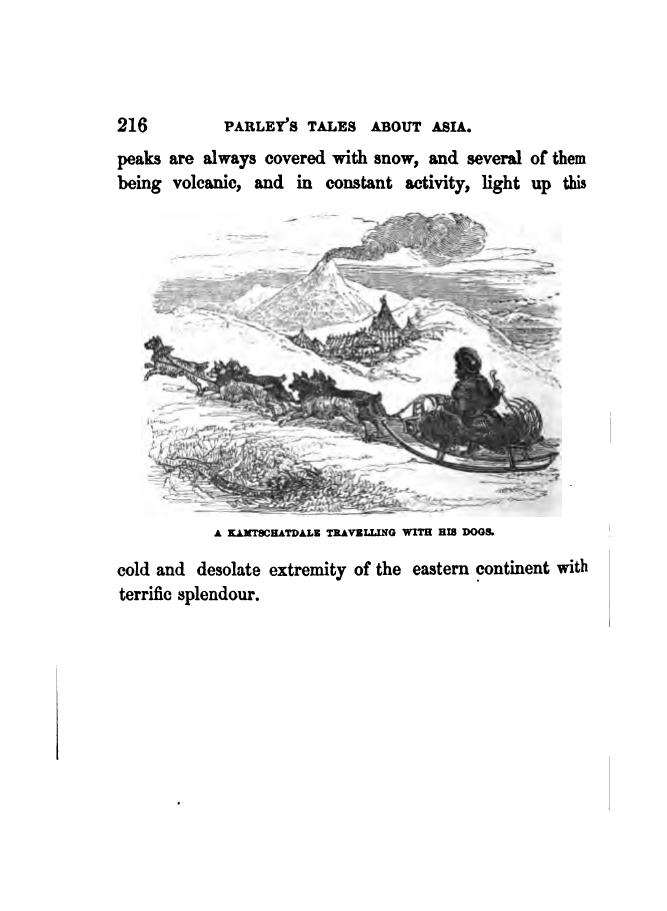 216 PARLEY'S TALES ABOUT ASIA.
peaks are always covered with snow, and several of them
being volcanic, and in constant activity, light up this
A KAMTSCHATDALE TRAVELLING WITH HIS DOGS.
cold and desolate extremity of the eastern continent with
terrific splendour.